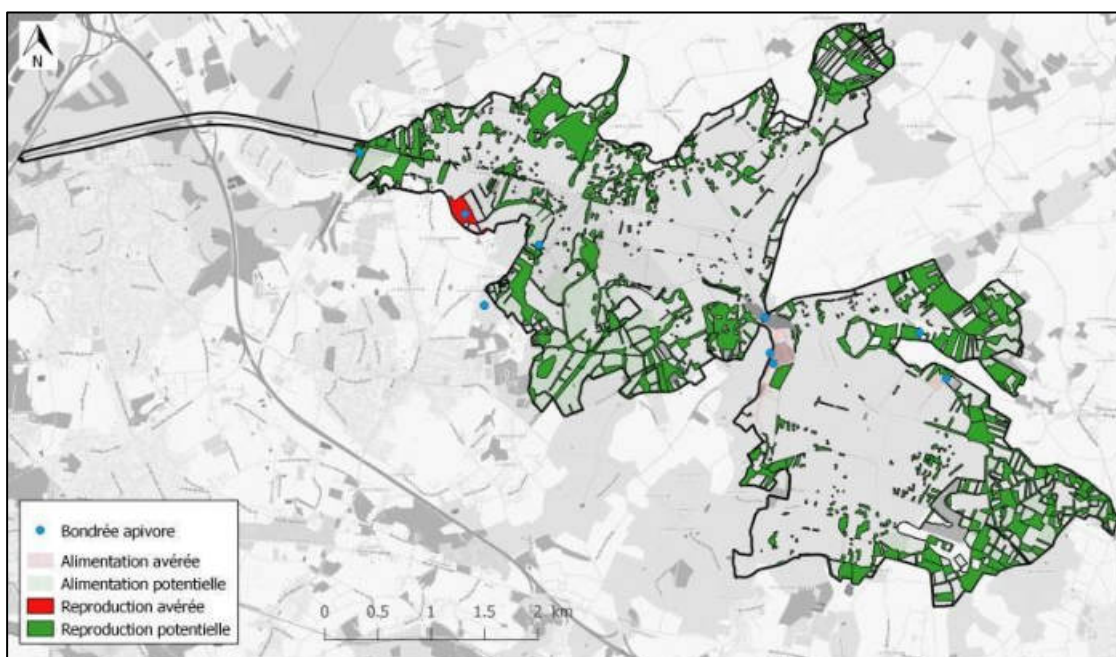 N
Bondrée apivore
Alimentation avérée
Alimentation potentielle
Reproduction avérée
Reproduction potentielle
0 0.5 1 1.5 2 km